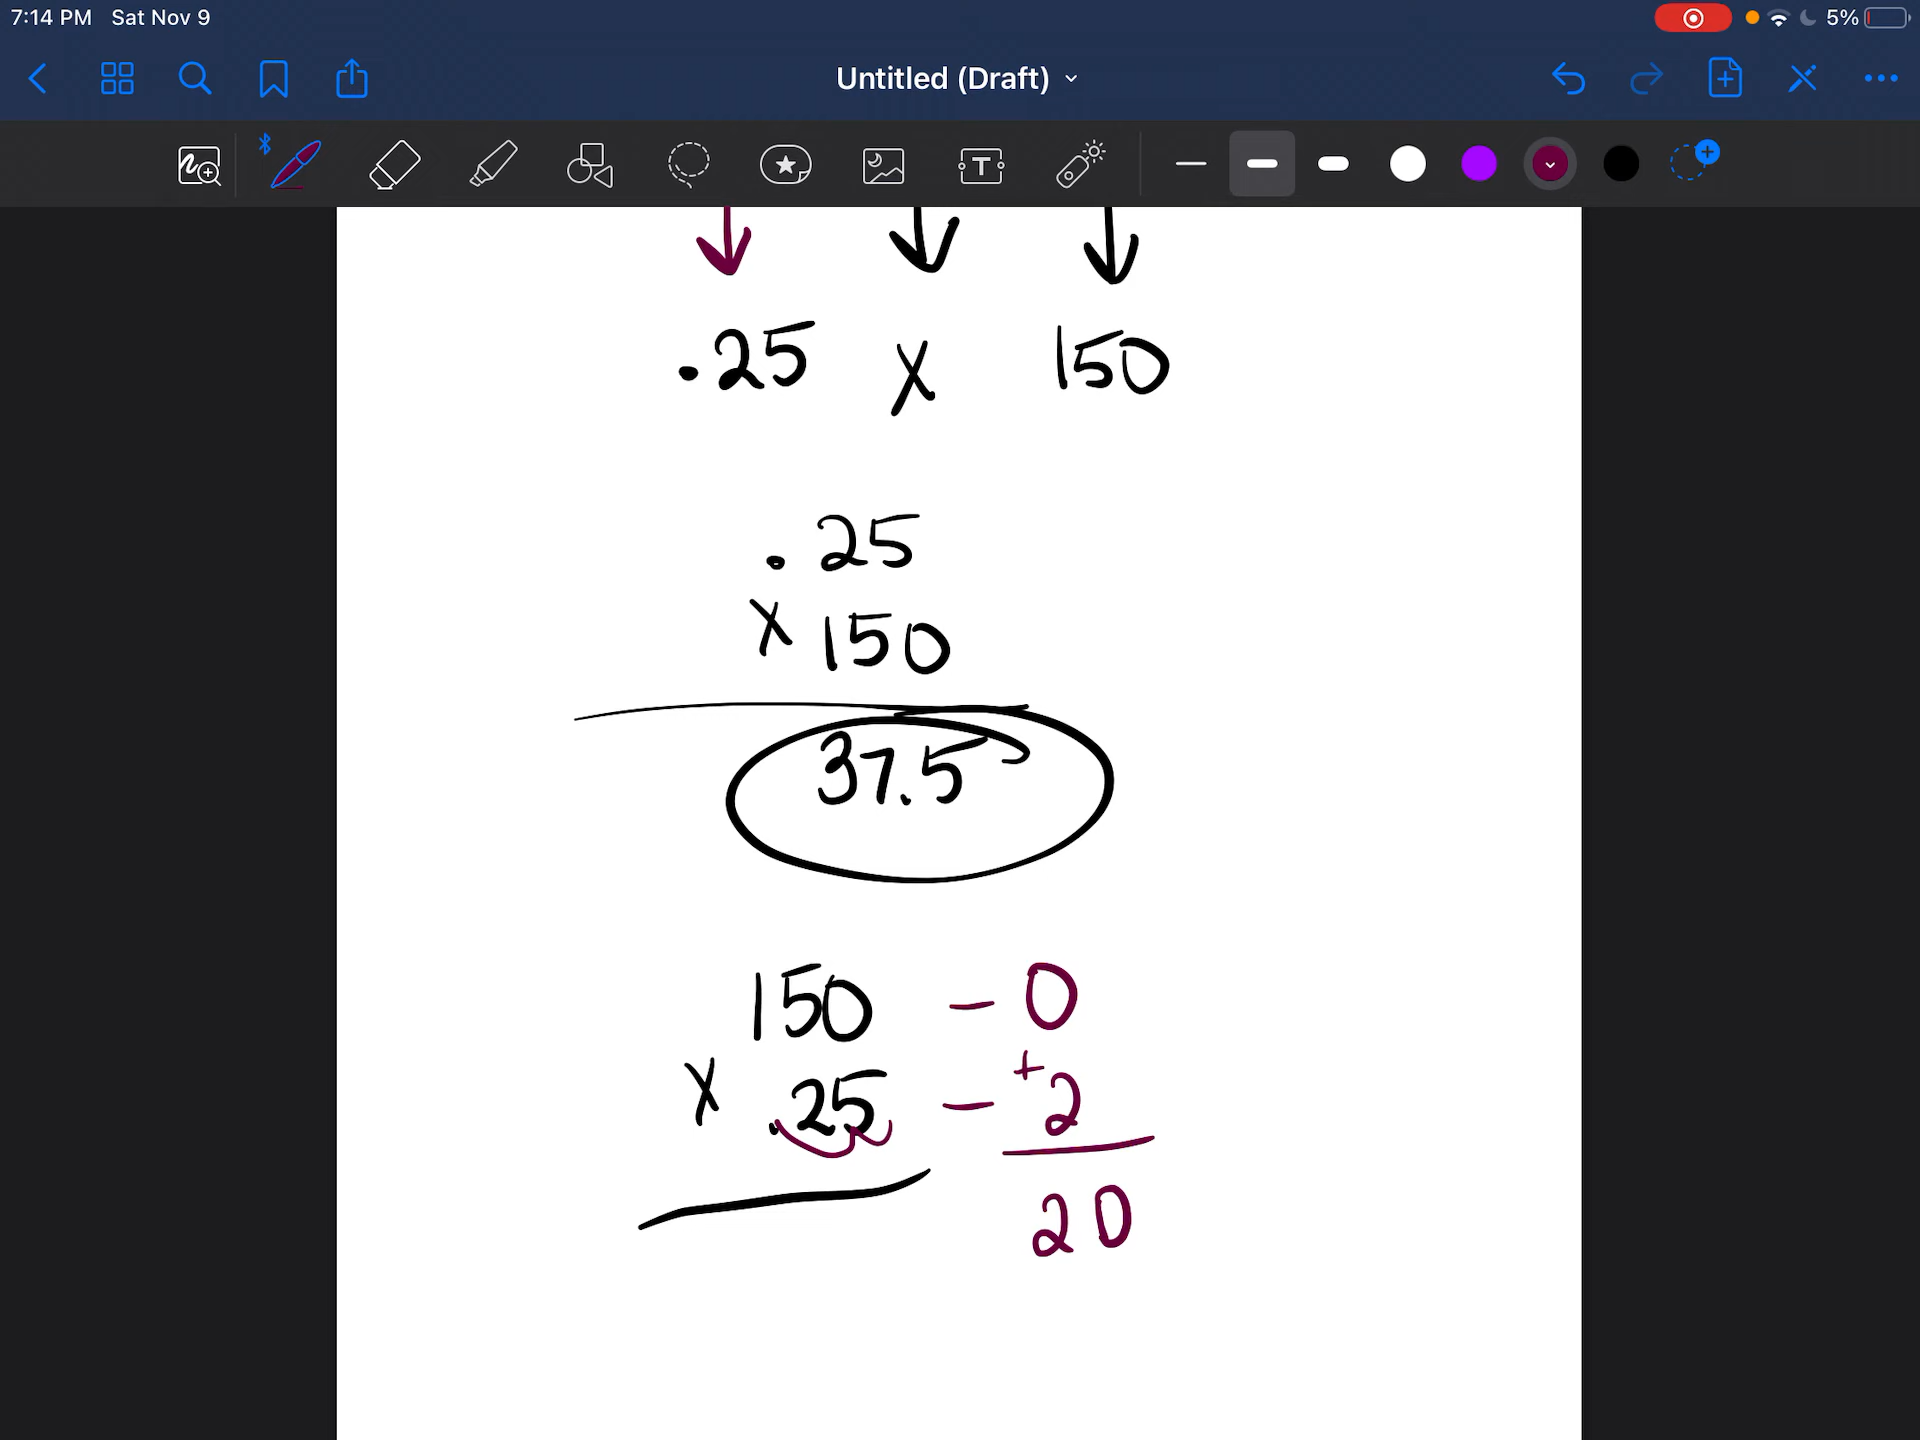 7:14 PM Sat Nov 9 5%
Untitled (Draft)
T
.25 x 150
.25
x 150
37.5
150 - 0
x .25 - + 2
20